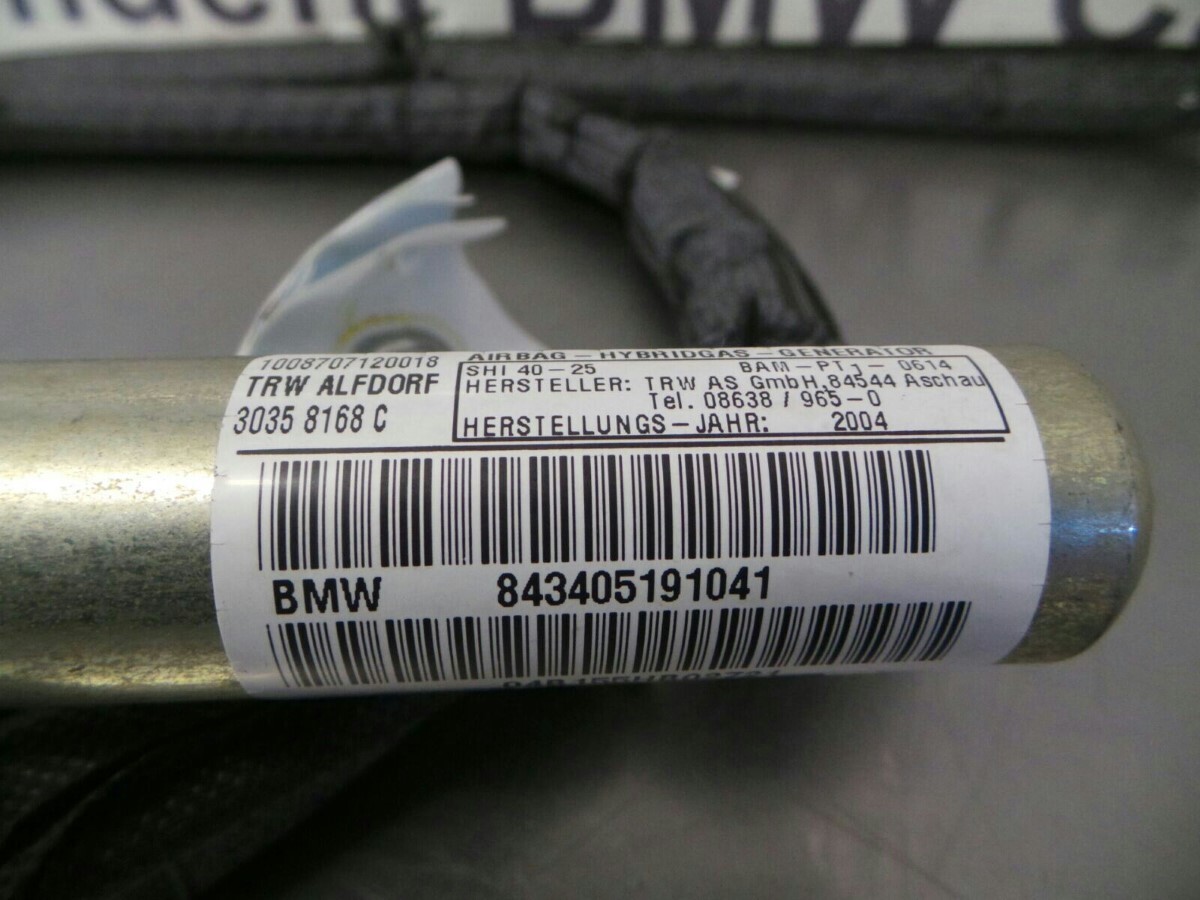 BMW
1008707120018
TRW ALFDORF
3035 8168 C
AIRBAG - HYBRIDGAS - GENERATOR
SHI 40-25 BAM-PT₁- 0614
HERSTELLER: TRW AS GmbH, 84544 Aschau
Tel. 08638 / 965-0
HERSTELLUNGS-JAHR: 2004
BMW 843405191041